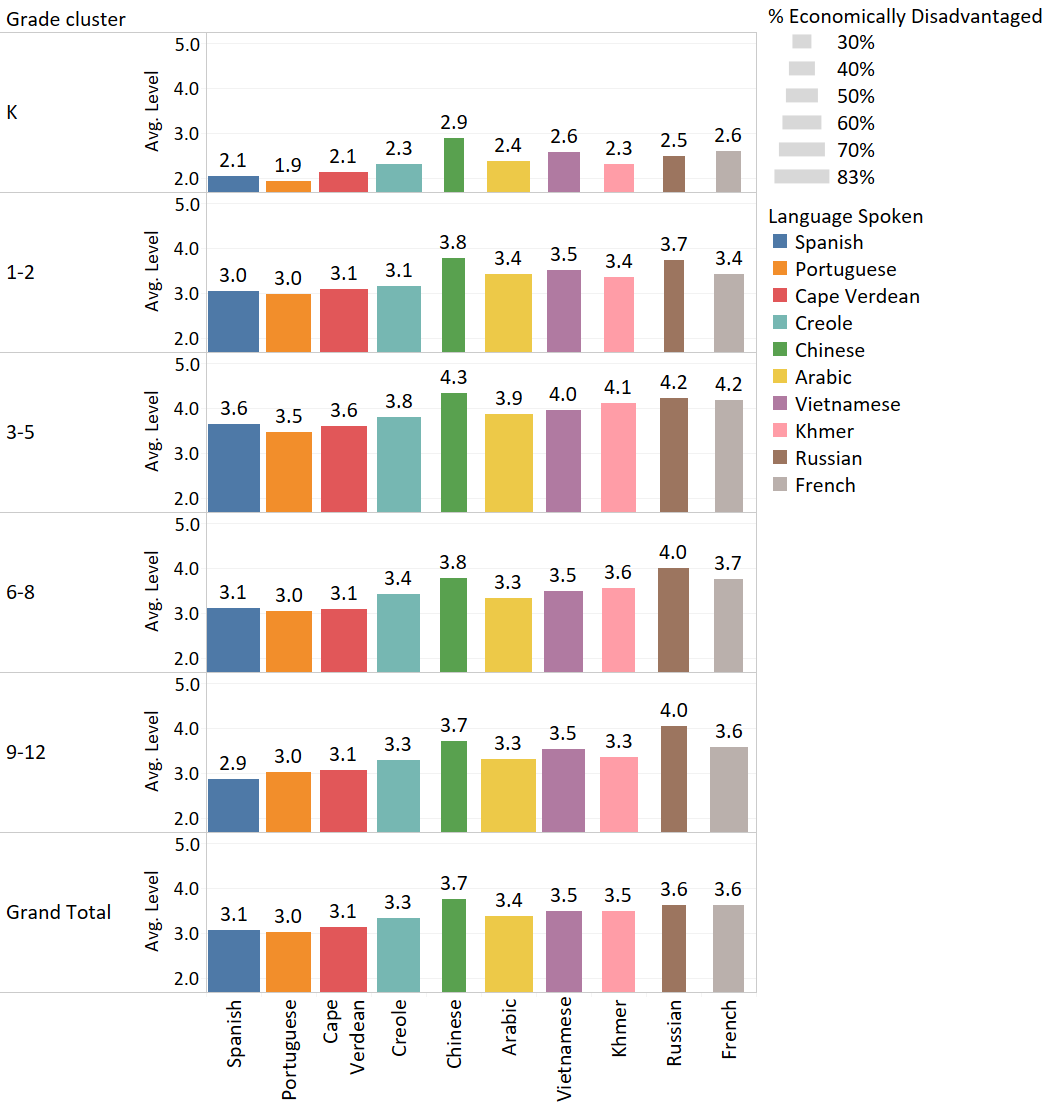 Grade cluster
K
Avg. Level
5.0
4.0
3.0
2.0
2.1
1.9
2.1
2.3
2.9
2.4
2.6
2.3
2.5
2.6
1-2
Avg. Level
5.0
4.0
3.0
2.0
3.0
3.0
3.1
3.1
3.8
3.4
3.5
3.4
3.7
3.4
3-5
Avg. Level
5.0
4.0
3.0
2.0
3.6
3.5
3.6
3.8
4.3
3.9
4.0
4.1
4.2
4.2
6-8
Avg. Level
5.0
4.0
3.0
2.0
3.1
3.0
3.1
3.4
3.8
3.3
3.5
3.6
4.0
3.7
9-12
Avg. Level
5.0
4.0
3.0
2.0
2.9
3.0
3.1
3.3
3.7
3.3
3.5
3.3
4.0
3.6
Grand Total
Avg. Level
5.0
4.0
3.0
2.0
3.1
3.0
3.1
3.3
3.7
3.4
3.5
3.5
3.6
3.6
Spanish
Portuguese
Cape
Verdean
Creole
Chinese
Arabic
Vietnamese
Khmer
Russian
French
% Economically Disadvantaged
30%
40%
50%
60%
70%
83%
Language Spoken
Spanish
Portuguese
Cape Verdean
Creole
Chinese
Arabic
Vietnamese
Khmer
Russian
French